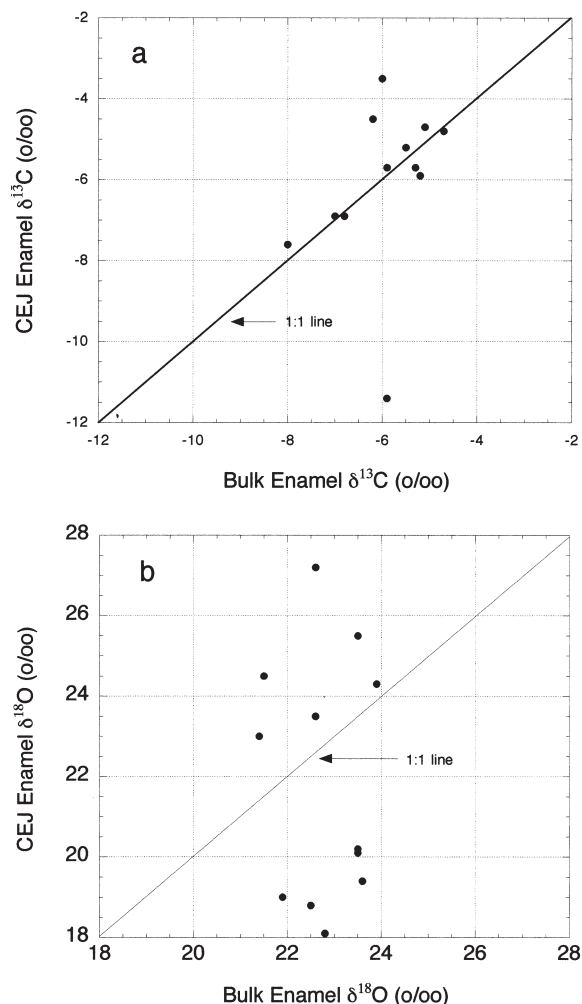 a
-2
-4
-6
-8
-10
-12
CEJ Enamel δ13C (o/oo)
1:1 line
-12 -10 -8 -6 -4 -2
Bulk Enamel δ13C (o/oo)
b
28
26
24
22
20
18
CEJ Enamel δ18O (o/oo)
1:1 line
18 20 22 24 26 28
Bulk Enamel δ18O (o/oo)